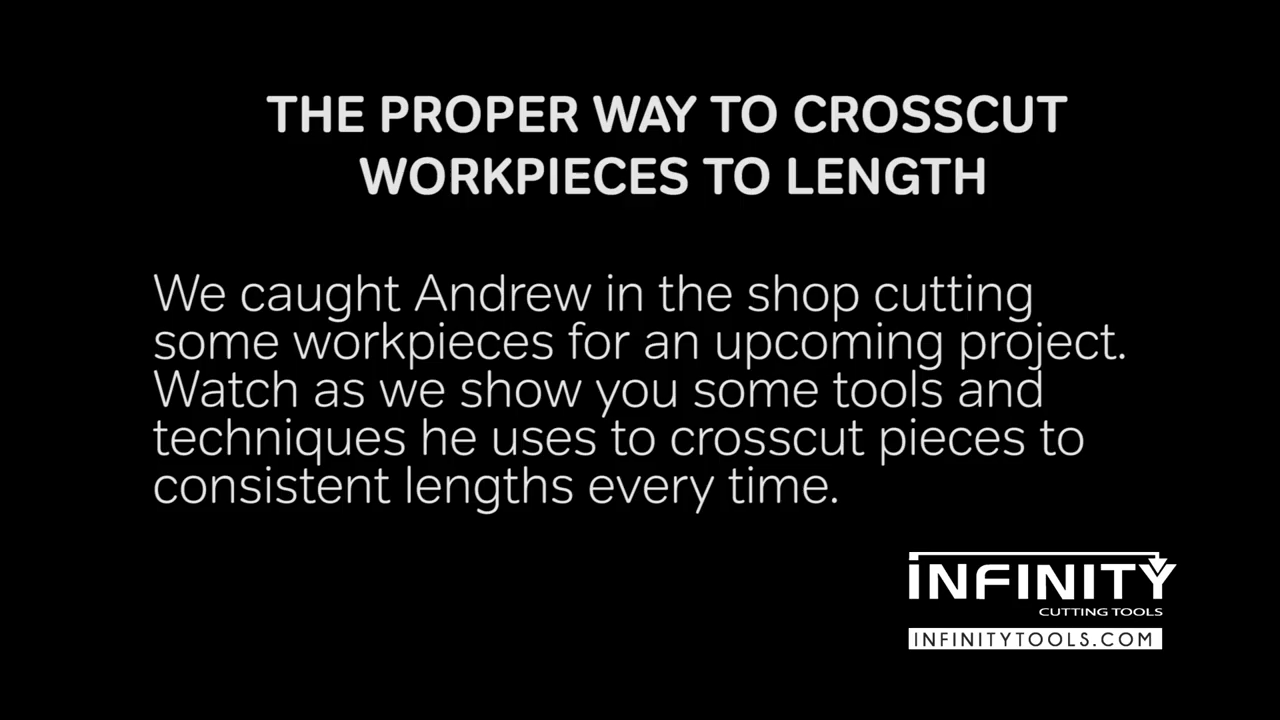 THE PROPER WAY TO CROSSCUT
WORKPIECES TO LENGTH
We caught Andrew in the shop cutting
some workpieces for an upcoming project.
Watch as we show you some tools and
techniques he uses to crosscut pieces to
consistent lengths every time.
INFINITY
CUTTING TOOLS
INFINITYTOOLS.COM